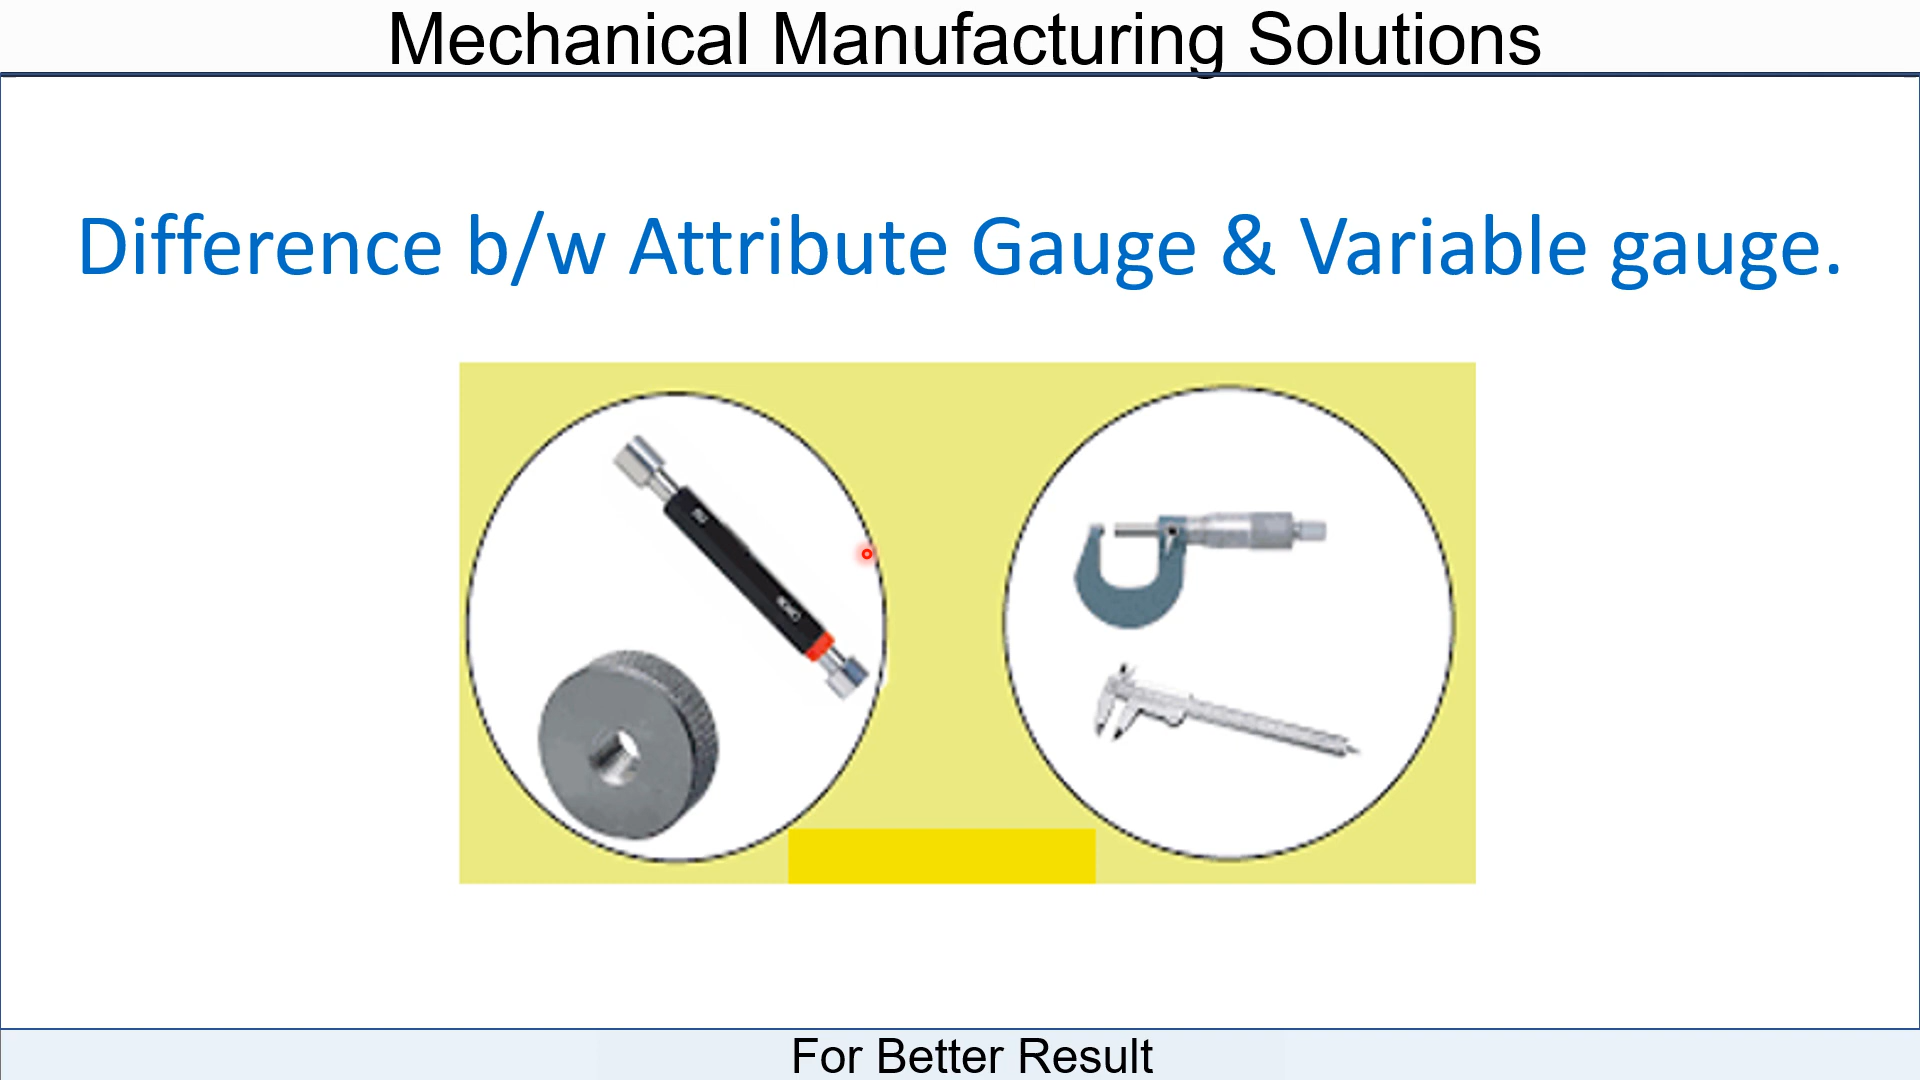 Mechanical Manufacturing Solutions
Difference b/w Attribute Gauge & Variable gauge.
For Better Result